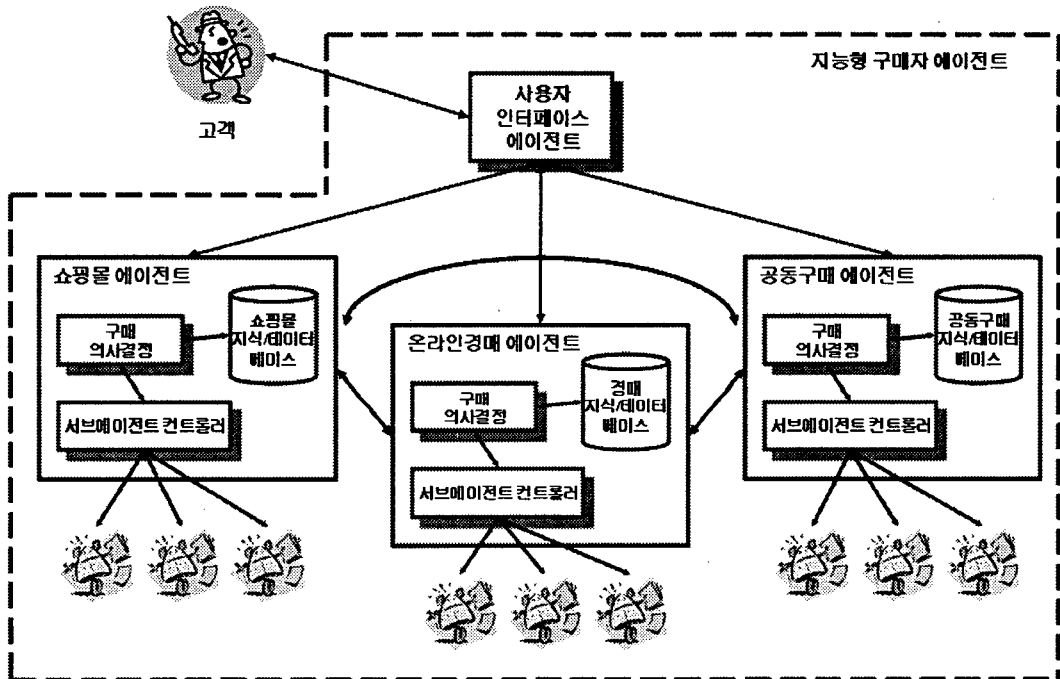 지능형 구매자 에이전트
고객
사용자
인터페이스
에이전트
쇼핑몰 에이전트
구매
의사결정
쇼핑몰
지식/데이터
베이스
서브에이전트 컨트롤러
온라인경매 에이전트
구매
의사결정
경매
지식/데이터
베이스
서브에이전트 컨트롤러
공동구매 에이전트
구매
의사결정
공동구매
지식/데이터
베이스
서브에이전트 컨트롤러